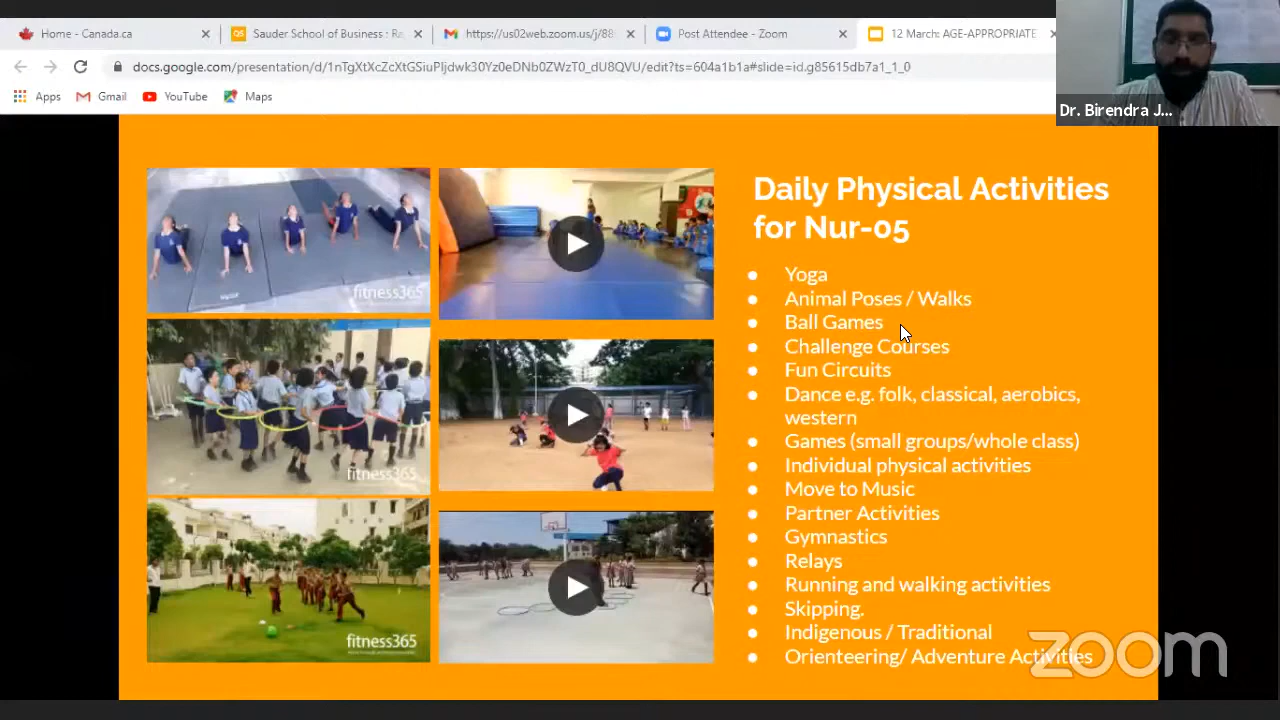 Home - Canada.ca
Sauder School of Business : Ra
https://us02web.zoom.us/j/88
Post Attendee - Zoom
12 March: AGE-APPROPRIATE
docs.google.com/presentation/d/1nTgXtXcZcXtGSiuPIjdwk30Yz0eDNb0ZWzT0_dU8QVU/edit?ts=604a1b1a#slide=id.g85615db7a1_1_0
Apps
Gmail
YouTube
Maps
Dr. Birendra J...
Daily Physical Activities
for Nur-05
● Yoga
● Animal Poses / Walks
● Ball Games
● Challenge Courses
● Fun Circuits
● Dance e.g. folk, classical, aerobics,
western
● Games (small groups/whole class)
● Individual physical activities
● Move to Music
● Partner Activities
● Gymnastics
● Relays
● Running and walking activities
● Skipping.
● Indigenous / Traditional
● Orienteering/ Adventure Activities
fitness365
fitness365
fitness365
zoom